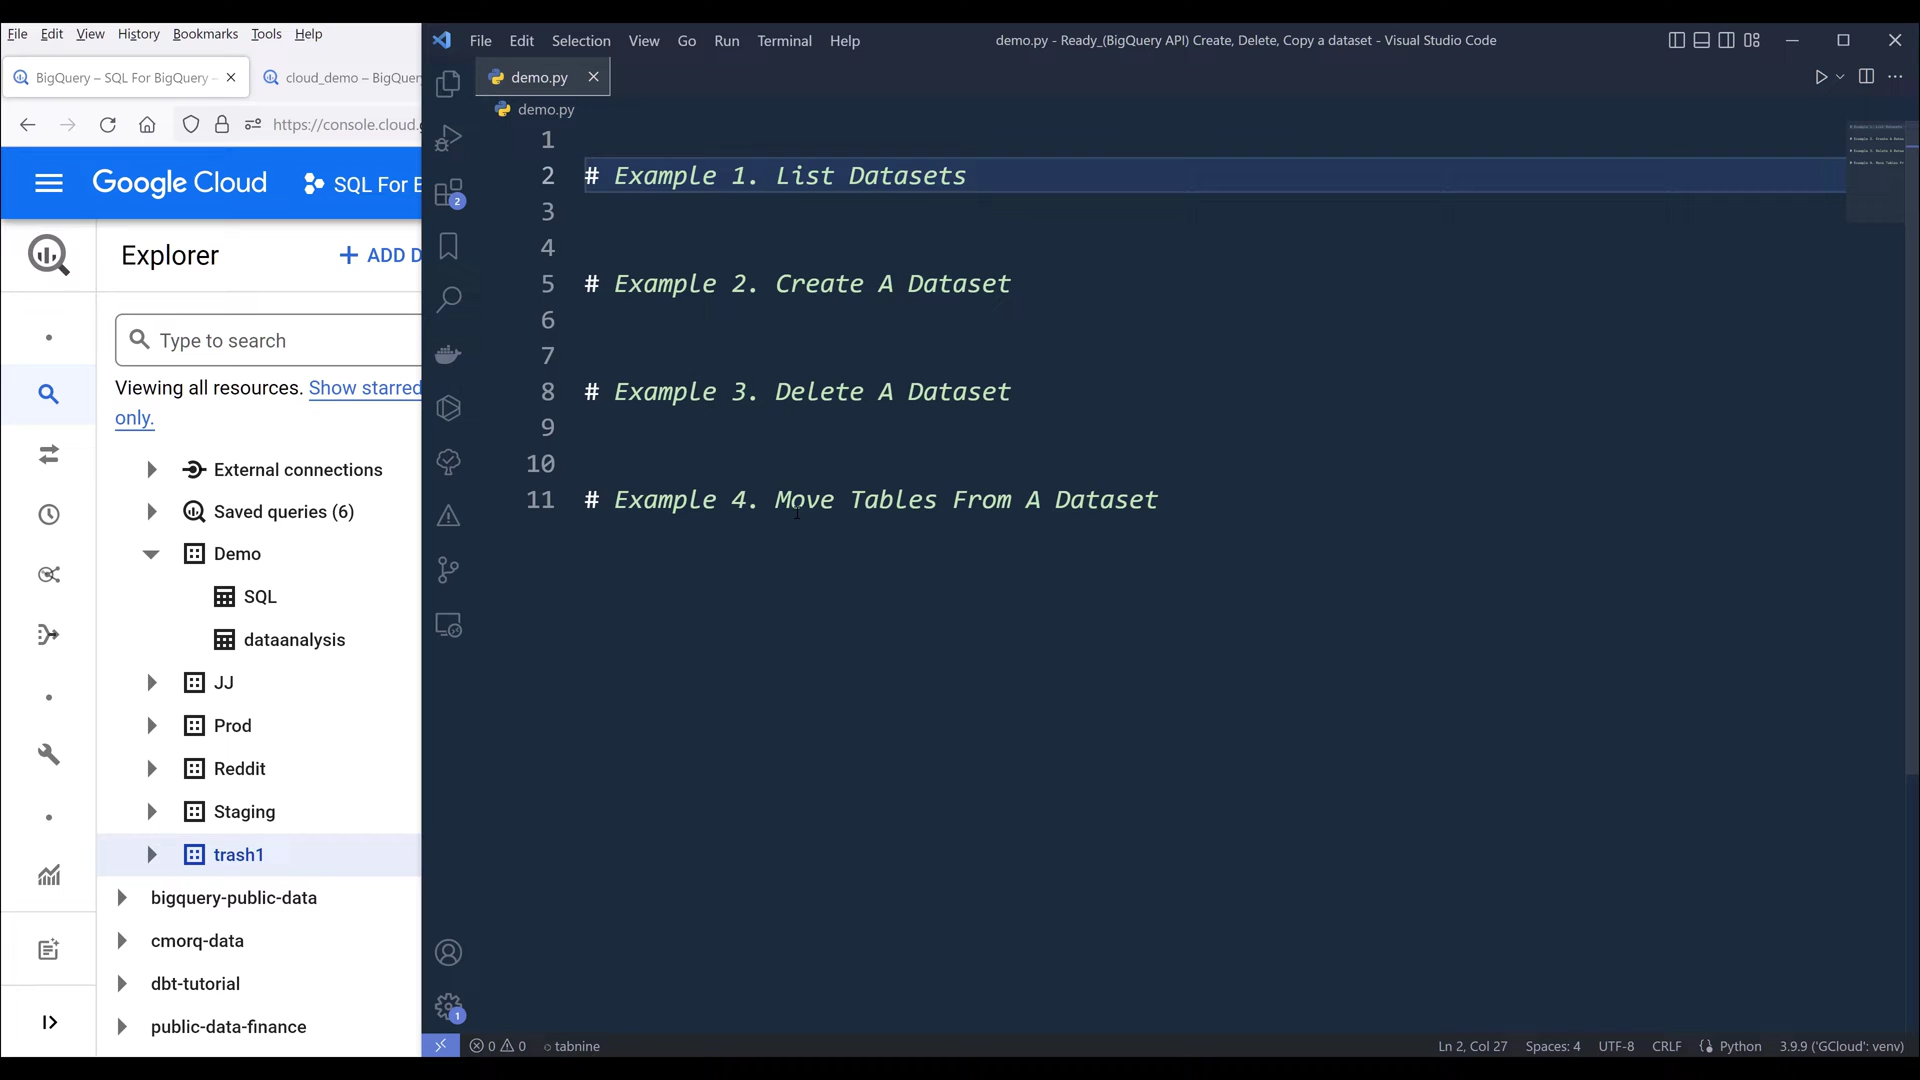 File Edit View History Bookmarks Tools Help
BigQuery – SQL For BigQuery –
cloud_demo – BigQuery
https://console.cloud.g
Google Cloud
SQL For B
Explorer
+ ADD D
Type to search
Viewing all resources. Show starred
only.
External connections
Saved queries (6)
Demo
SQL
dataanalysis
JJ
Prod
Reddit
Staging
trash1
bigquery-public-data
cmorq-data
dbt-tutorial
public-data-finance
File Edit Selection View Go Run Terminal Help
demo.py - Ready_(BigQuery API) Create, Delete, Copy a dataset - Visual Studio Code
demo.py
demo.py
1
2 # Example 1. List Datasets
3
4
5 # Example 2. Create A Dataset
6
7
8 # Example 3. Delete A Dataset
9
10
11 # Example 4. Move Tables From A Dataset
2
1
0 0 tabnine
Ln 2, Col 27 Spaces: 4 UTF-8 CRLF Python 3.9.9 ('GCloud': venv)